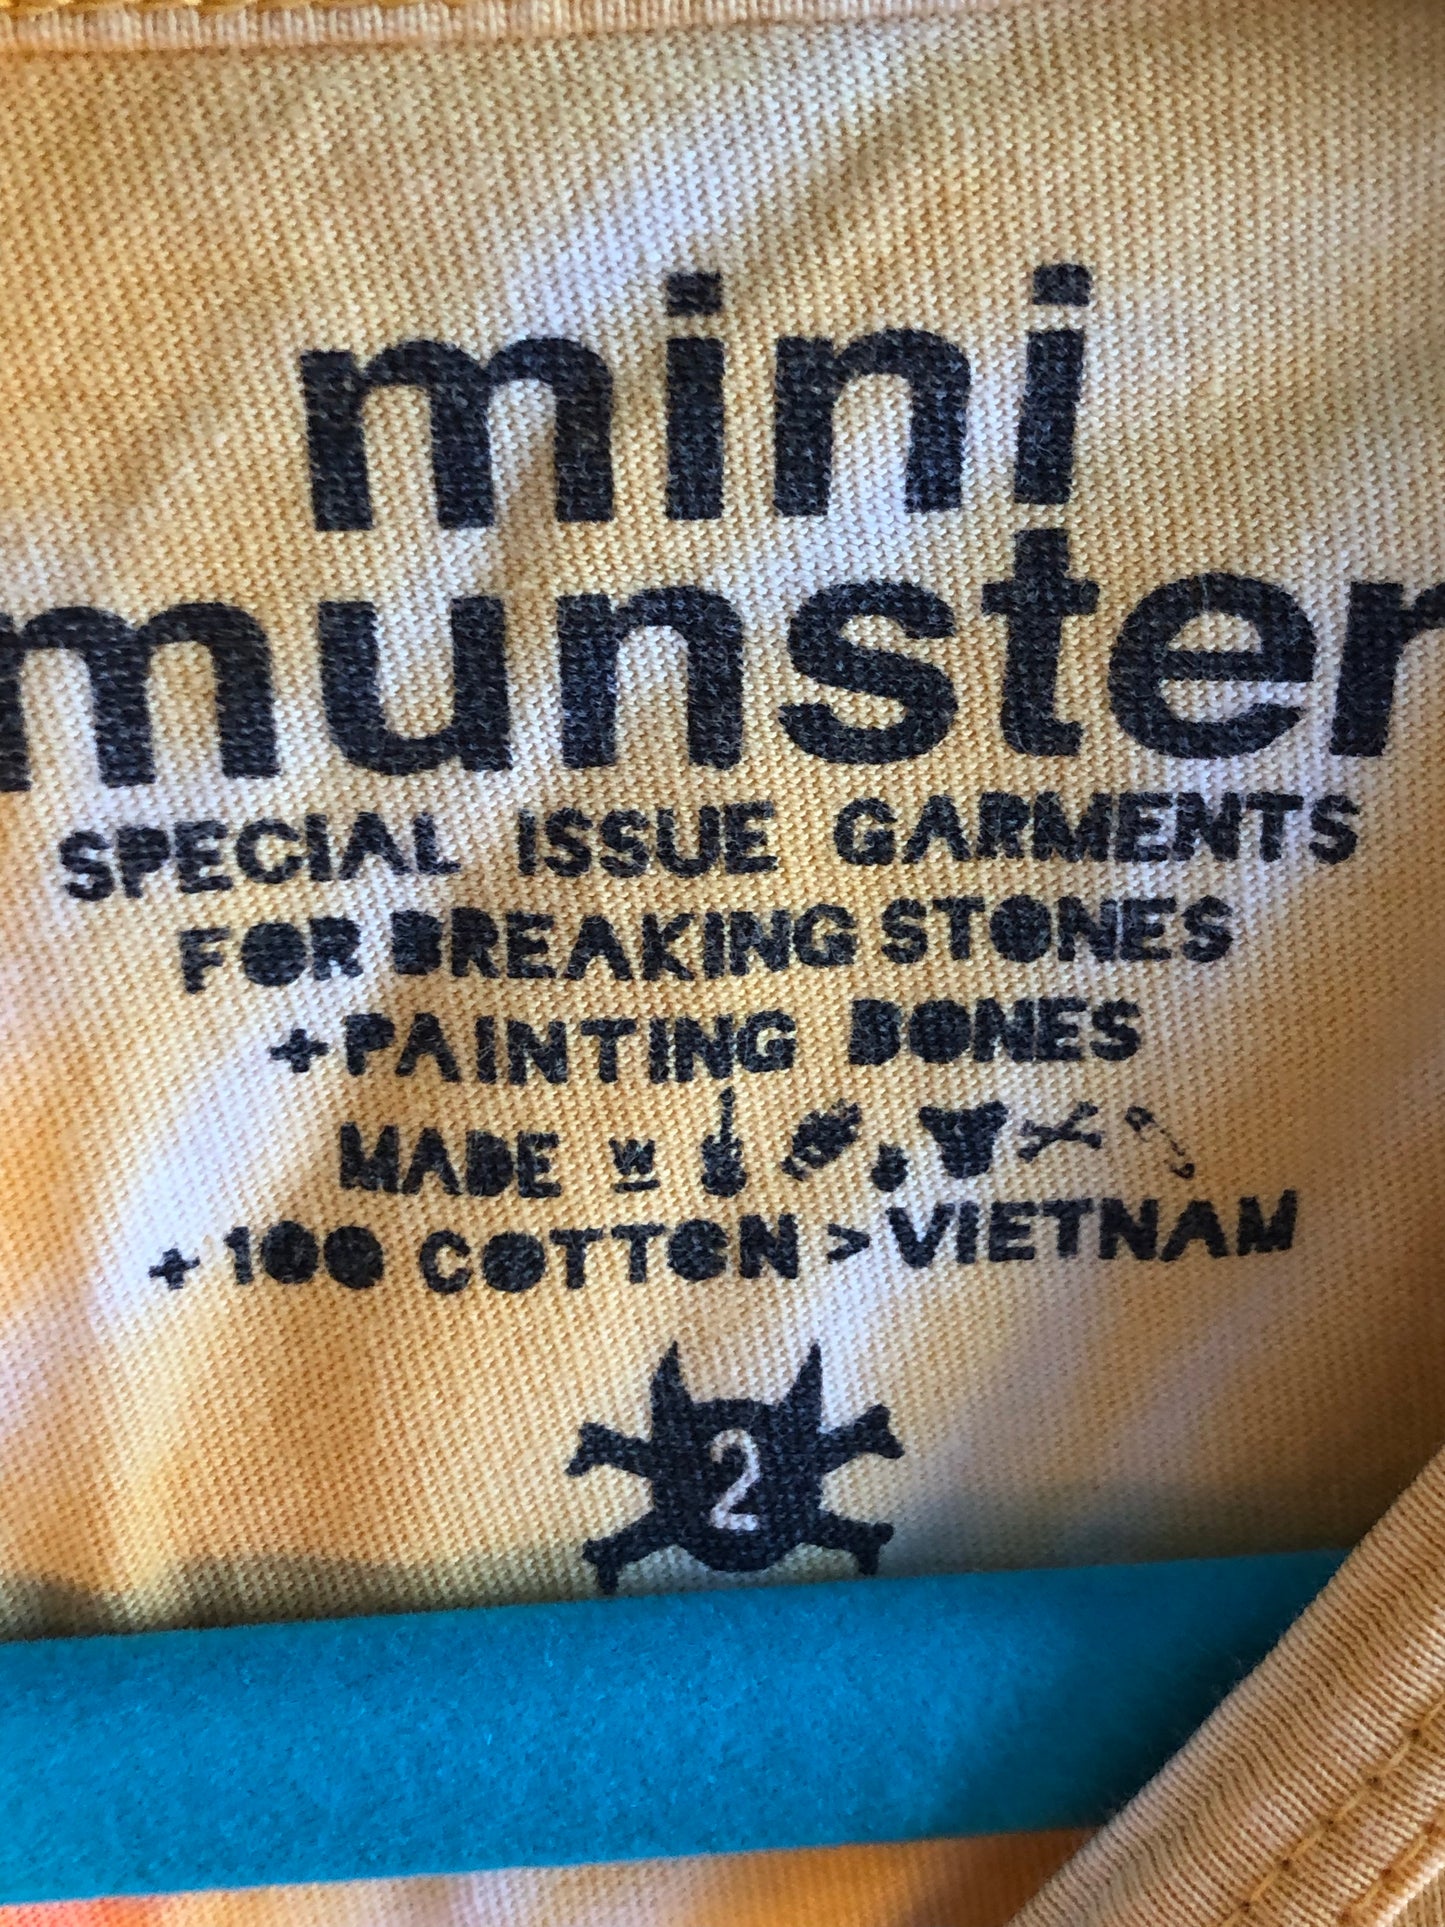 mini
munster
SPECIAL ISSUE GARMENTS
FOR BREAKING STONES
+ PAINTING BONES
MADE W
+ 100 COTTON > VIETNAM
2